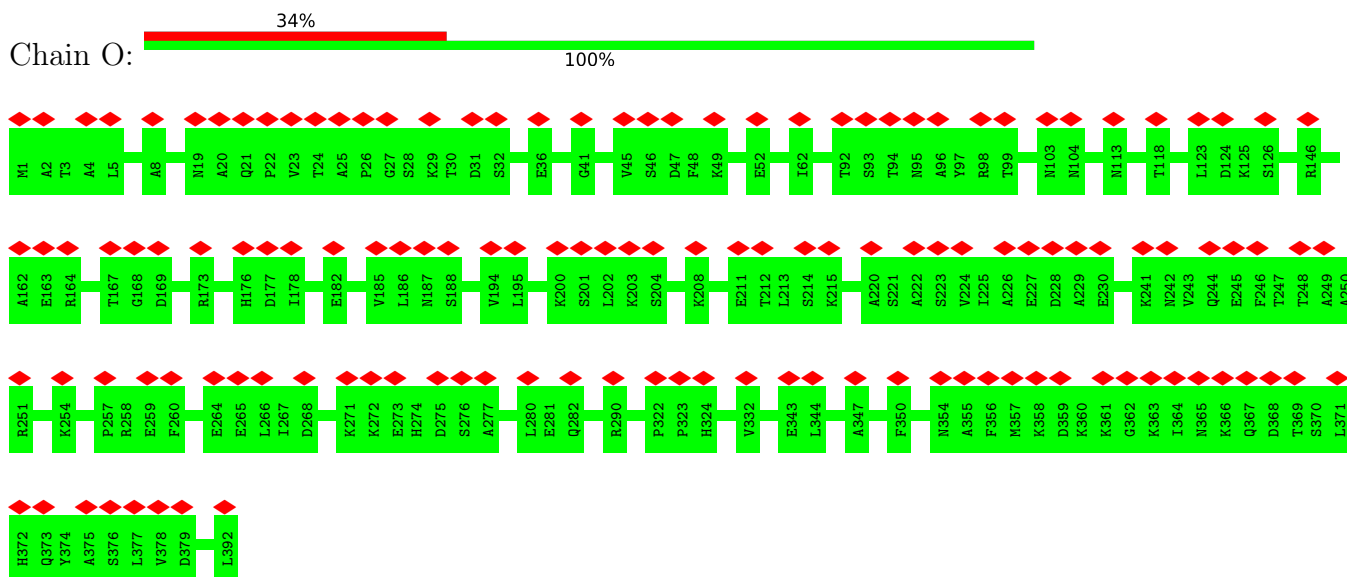 34%
Chain O:
100%
M1 A2 T3 A4 L5 A8 N19 A20 Q21 P22 V23 T24 A25 P26 G27 S28 K29 T30 D31 S32 E36 G41 V45 S46 D47 F48 K49 E52 I62 T92 S93 T94 N95 A96 Y97 R98 T99 N103 N104 N113 T118 L123 D124 K125 S126 R146
A162 E163 R164 T167 G168 D169 R173 H176 D177 I178 E182 V185 L186 N187 S188 V194 L195 K200 S201 L202 K203 S204 K208 E211 T212 L213 S214 K215 A220 S221 A222 S223 V224 I225 A226 E227 D228 A229 E230 K241 N242 V243 Q244 E245 F246 T247 T248 A249 A250
R251 K254 P257 R258 E259 F260 E264 E265 L266 I267 D268 K271 K272 E273 H274 D275 S276 A277 L280 E281 Q282 R290 P322 P323 H324 V332 E343 L344 A347 F350 N354 A355 F356 M357 K358 D359 K360 K361 G362 K363 I364 N365 K366 Q367 D368 T369 S370 L371
H372 Q373 Y374 A375 S376 L377 V378 D379 L392